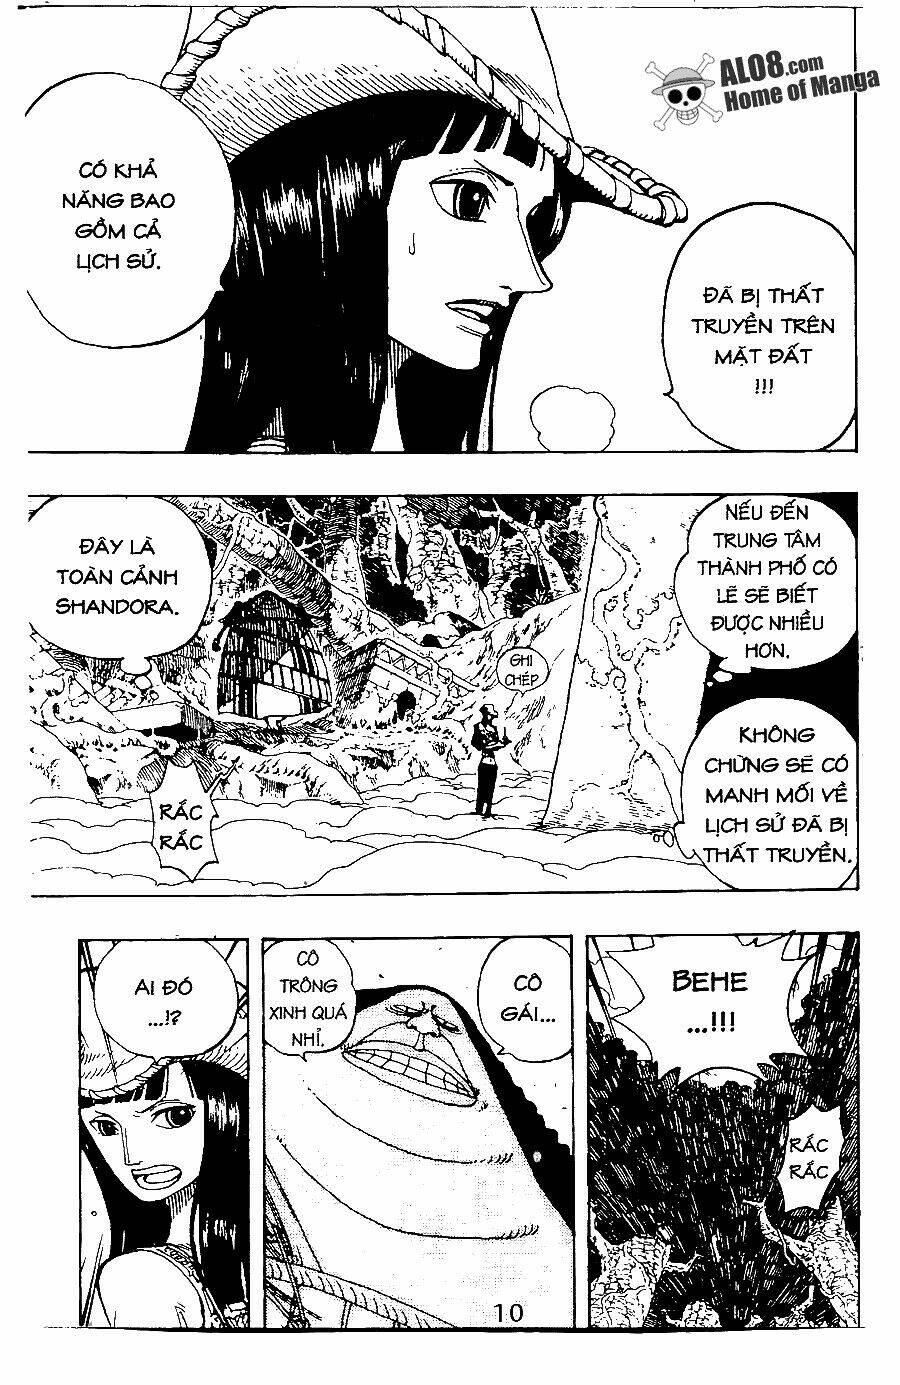 AL08.com
Home of Manga
ĐÃ BỊ THẤT
TRUYỀN TRÊN
MẶT ĐẤT
!!!
CÓ KHẢ
NĂNG BAO
GỒM CẢ
LỊCH SỬ.
NẾU ĐẾN
TRUNG TÂM
THÀNH PHỐ CÓ
LẼ SẼ BIẾT
ĐƯỢC NHIỀU
HƠN.
KHÔNG
CHỪNG SẼ CÓ
MANH MỐI VỀ
LỊCH SỬ ĐÃ BỊ
THẤT TRUYỀN.
GHI
CHÉP
ĐÂY LÀ
TOÀN CẢNH
SHANDORA.
RẮC
RẮC
BEHE
...!!!
RẮC
RẮC
CÔ
GÁI...
CÔ
TRÔNG
XINH QUÁ
NHỈ.
AI ĐÓ
...!?
10